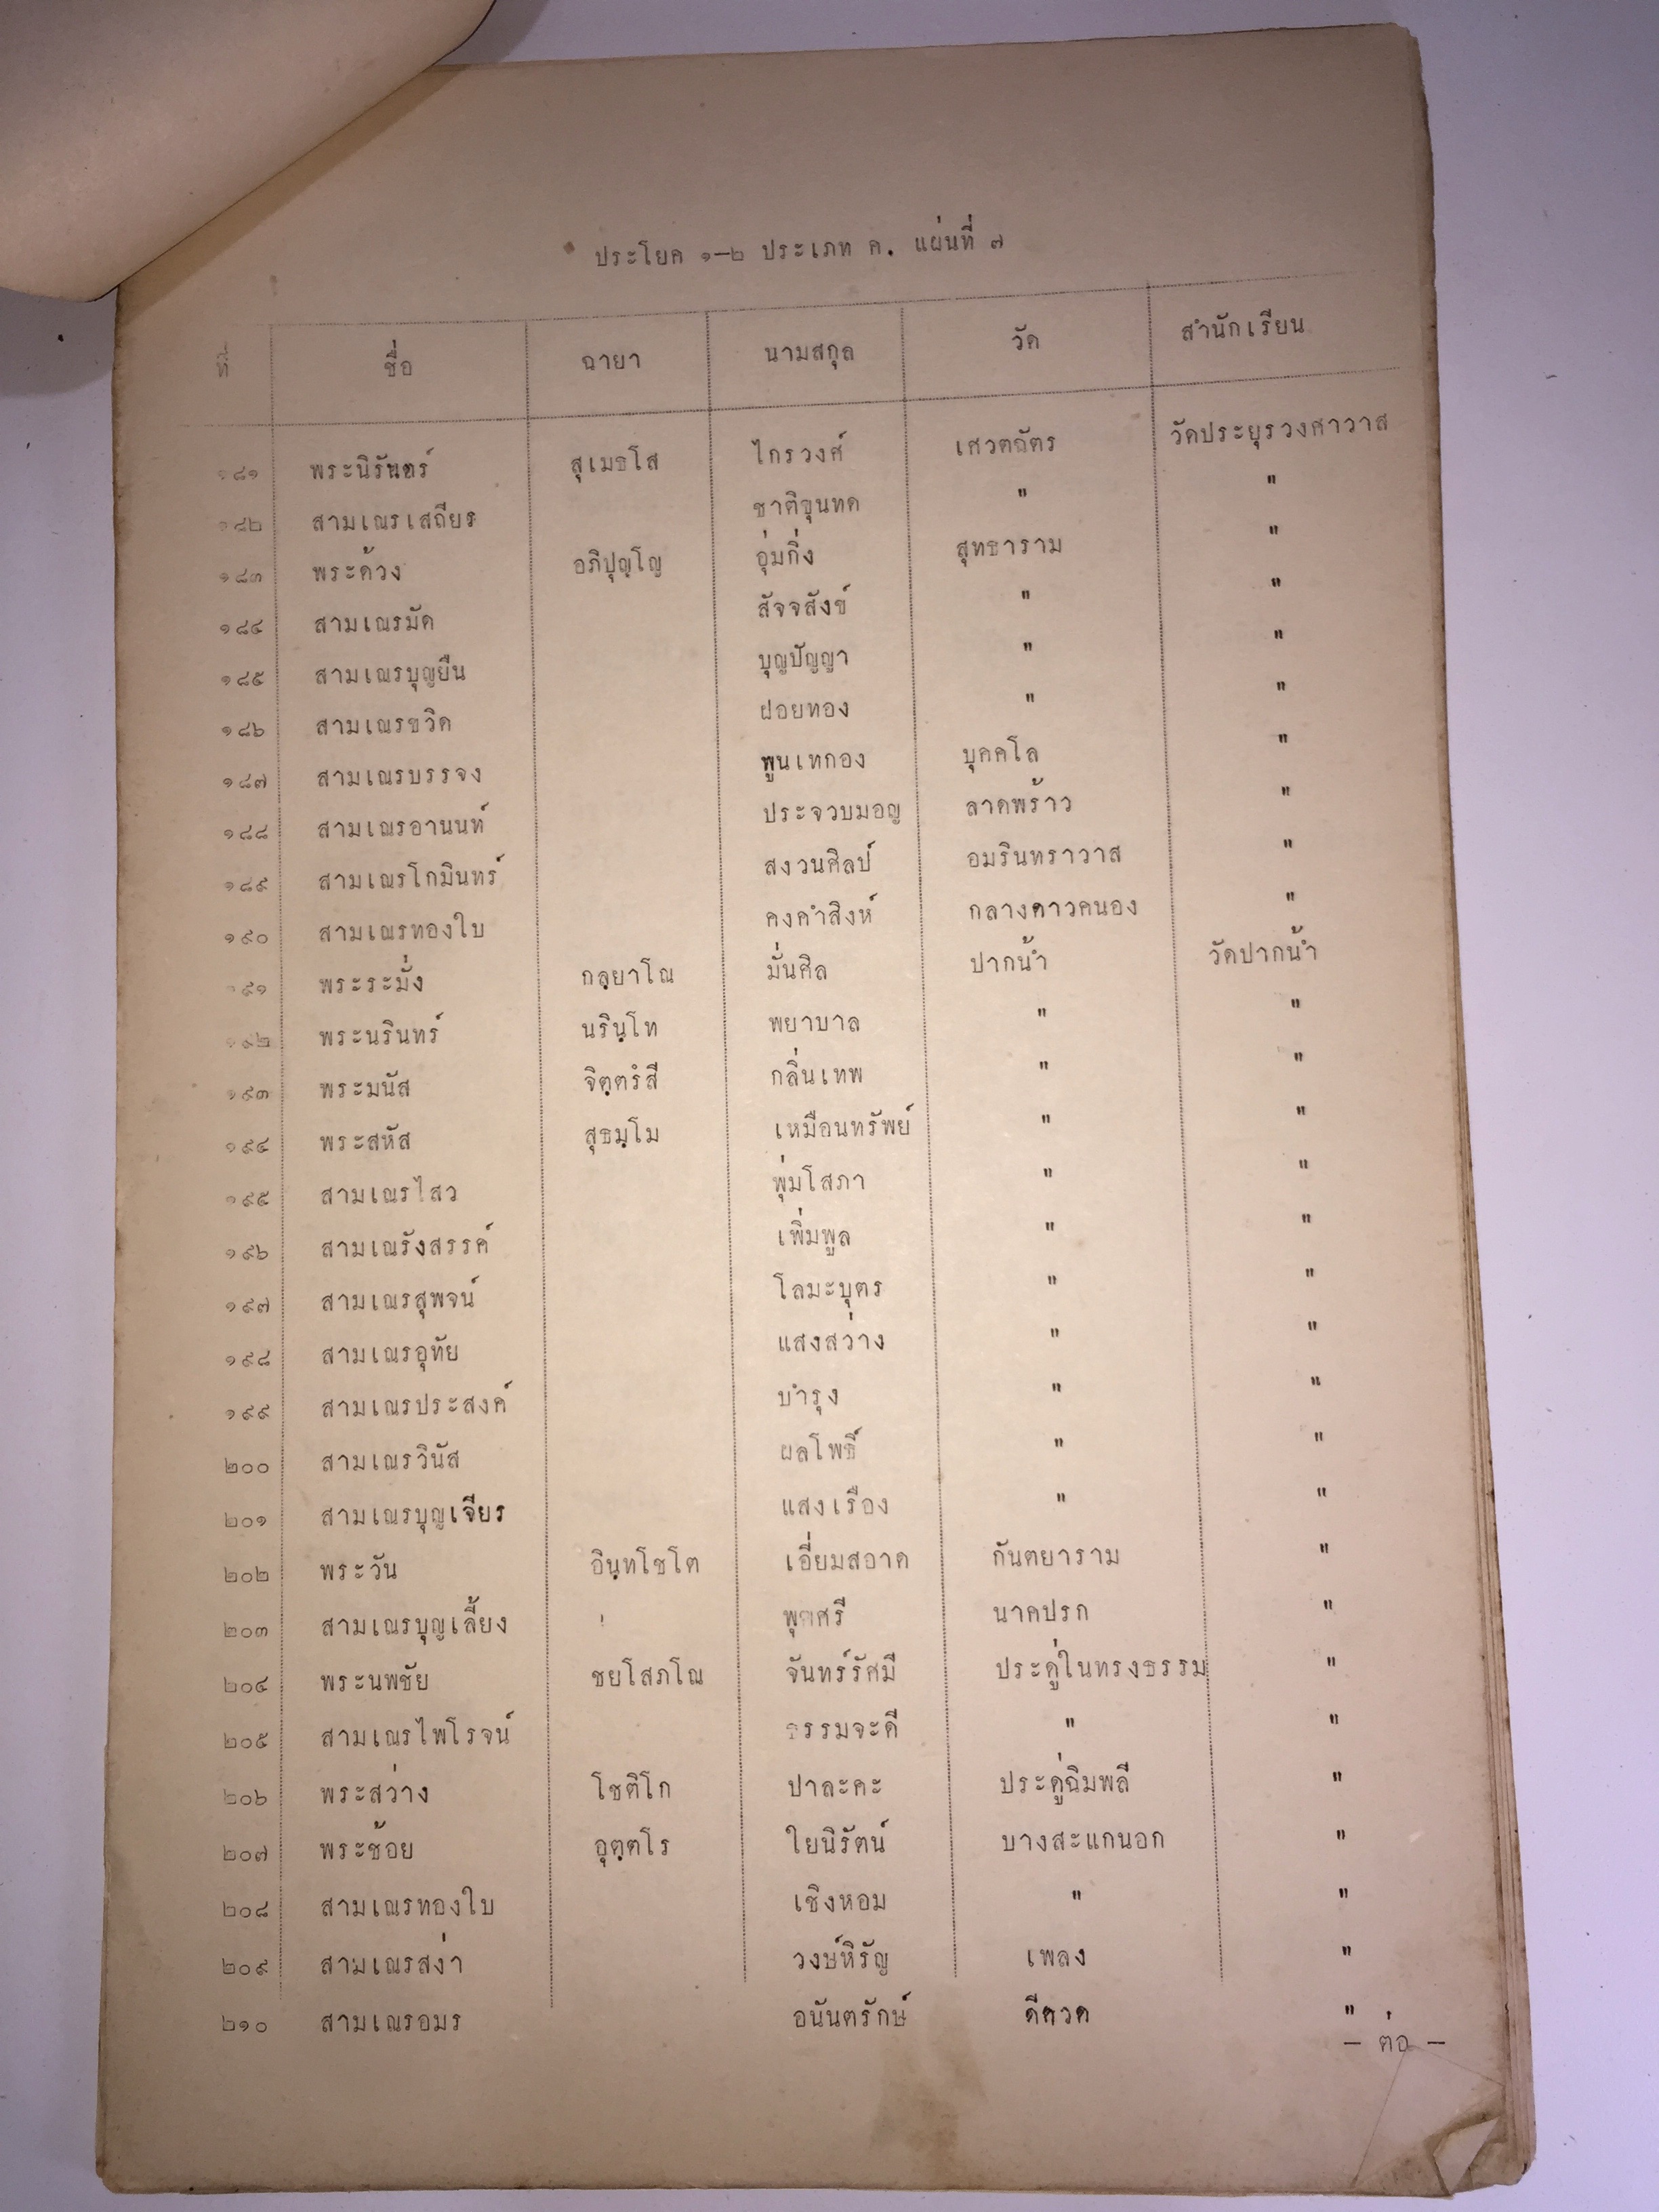 ประโยค ๑-๒ ประเภท ค. แผ่นที่ ๗
ที่ ชื่อ ฉายา นามสกุล วัด สำนักเรียน
๑๘๑ พระนิรันดร์ สุเมธโส ไกรวงศ์ เศวตฉัตร วัดประยุรวงศาวาส
๑๘๒ สามเณรเสถียร ชาติขุนทด " "
๑๘๓ พระด้วง อภิปุญฺโญ อุ่มกิ่ง สุทธาราม "
๑๘๔ สามเณรมัด สัจจสังข์ " "
๑๘๕ สามเณรบุญยืน บุญปัญญา " "
๑๘๖ สามเณรขวิด ฝอยทอง " "
๑๘๗ สามเณรบรรจง พูนเทกอง บุคคโล "
๑๘๘ สามเณรอานนท์ ประจวบมอญ ลาดพร้าว "
๑๘๙ สามเณรโกมินทร์ สงวนศิลป์ อมรินทราวาส "
๑๙๐ สามเณรทองใบ คงคำสิงห์ กลางดาวคนอง "
๑๙๑ พระระมั่ง กลฺยาโณ มั่นศิล ปากน้ำ วัดปากน้ำ
๑๙๒ พระนรินทร์ นรินฺโท พยาบาล " "
๑๙๓ พระมนัส จิตฺตรํสี กลิ่นเทพ " "
๑๙๔ พระสหัส สุธมฺโม เหมือนทรัพย์ " "
๑๙๕ สามเณรไสว พุ่มโสภา " "
๑๙๖ สามเณรังสรรค์ เพิ่มพูล " "
๑๙๗ สามเณรสุพจน์ โลมะบุตร " "
๑๙๘ สามเณรอุทัย แสงสว่าง " "
๑๙๙ สามเณรประสงค์ บำรุง " "
๒๐๐ สามเณรวินัส ผลโพธิ์ " "
๒๐๑ สามเณรบุญเจียร แสงเรือง " "
๒๐๒ พระวัน อินฺทโชโต เอี่ยมสอาด กันตยาราม "
๒๐๓ สามเณรบุญเลี้ยง นาคปรก "
๒๐๔ พระนพชัย ชยโสภโณ จันทร์รัศมี ประดู่ในทรงธรรม "
๒๐๕ สามเณรไพโรจน์ ธรรมจะดี " "
๒๐๖ พระสว่าง โชติโก ปาละคะ ประดู่ฉิมพลี "
๒๐๗ พระช้อย อุตฺตโร ใยนิรัตน์ บางสะแกนอก "
๒๐๘ สามเณรทองใบ เชิงหอม " "
๒๐๙ สามเณรสง่า วงษ์หิรัญ เพลง "
๒๑๐ สามเณรอมร อนันตรักษ์ ดีดวด "
- ต่อ -